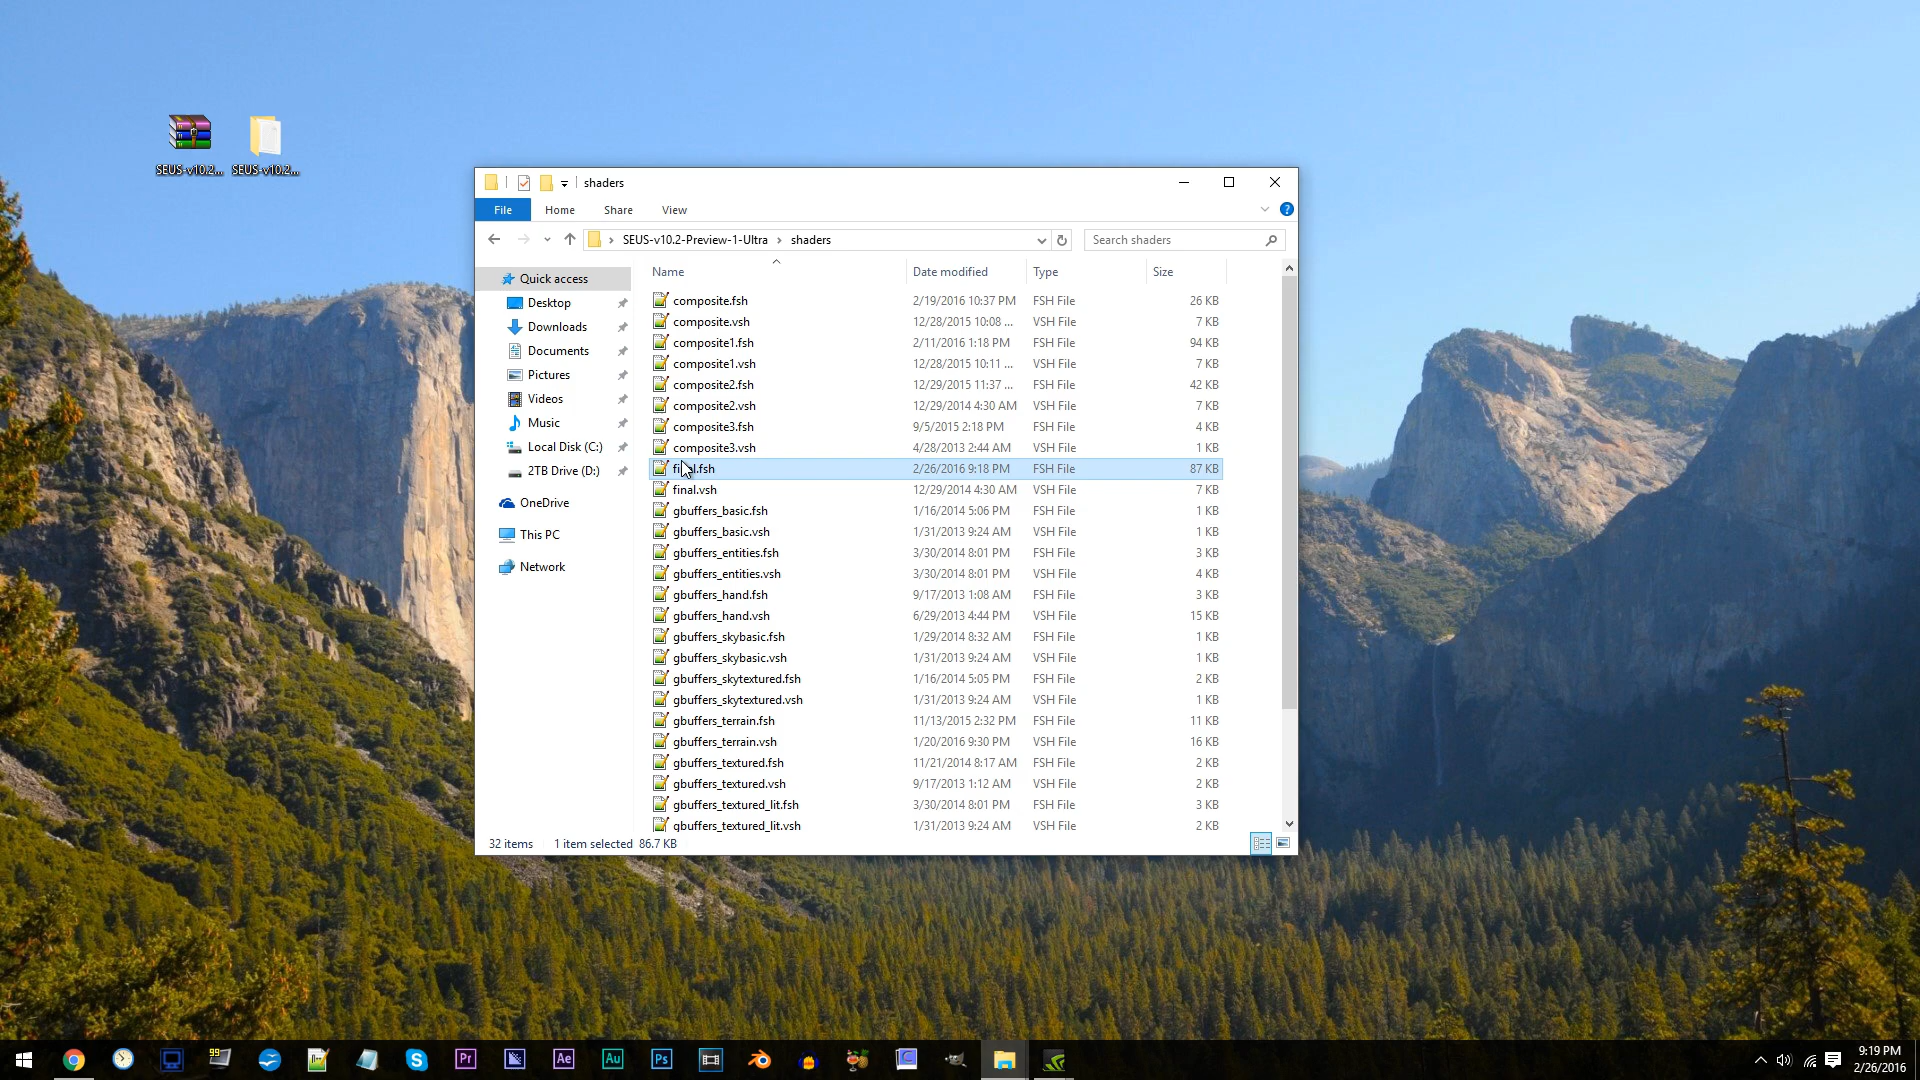 SEUS-v10.2... SEUS-v10.2...
shaders
File Home Share View
SEUS-v10.2-Preview-1-Ultra shaders
Search shaders
Quick access
Desktop
Downloads
Documents
Pictures
Videos
Music
Local Disk (C:)
2TB Drive (D:)
OneDrive
This PC
Network
Name Date modified Type Size
composite.fsh 2/19/2016 10:37 PM FSH File 26 KB
composite.vsh 12/28/2015 10:08 ... VSH File 7 KB
composite1.fsh 2/11/2016 1:18 PM FSH File 94 KB
composite1.vsh 12/28/2015 10:11 ... VSH File 7 KB
composite2.fsh 12/29/2015 11:37 ... FSH File 42 KB
composite2.vsh 12/29/2014 4:30 AM VSH File 7 KB
composite3.fsh 9/5/2015 2:18 PM FSH File 4 KB
composite3.vsh 4/28/2013 2:44 AM VSH File 1 KB
final.fsh 2/26/2016 9:18 PM FSH File 87 KB
final.vsh 12/29/2014 4:30 AM VSH File 7 KB
gbuffers_basic.fsh 1/16/2014 5:06 PM FSH File 1 KB
gbuffers_basic.vsh 1/31/2013 9:24 AM VSH File 1 KB
gbuffers_entities.fsh 3/30/2014 8:01 PM FSH File 3 KB
gbuffers_entities.vsh 3/30/2014 8:01 PM VSH File 4 KB
gbuffers_hand.fsh 9/17/2013 1:08 AM FSH File 3 KB
gbuffers_hand.vsh 6/29/2013 4:44 PM VSH File 15 KB
gbuffers_skybasic.fsh 1/29/2014 8:32 AM FSH File 1 KB
gbuffers_skybasic.vsh 1/31/2013 9:24 AM VSH File 1 KB
gbuffers_skytextured.fsh 1/16/2014 5:05 PM FSH File 2 KB
gbuffers_skytextured.vsh 1/31/2013 9:24 AM VSH File 1 KB
gbuffers_terrain.fsh 11/13/2015 2:32 PM FSH File 11 KB
gbuffers_terrain.vsh 1/20/2016 9:30 PM VSH File 16 KB
gbuffers_textured.fsh 11/21/2014 8:17 AM FSH File 2 KB
gbuffers_textured.vsh 9/17/2013 1:12 AM VSH File 2 KB
gbuffers_textured_lit.fsh 3/30/2014 8:01 PM FSH File 3 KB
gbuffers_textured_lit.vsh 1/31/2013 9:24 AM VSH File 2 KB
32 items 1 item selected 86.7 KB
99 Pr Ae Au Ps
9:19 PM
2/26/2016